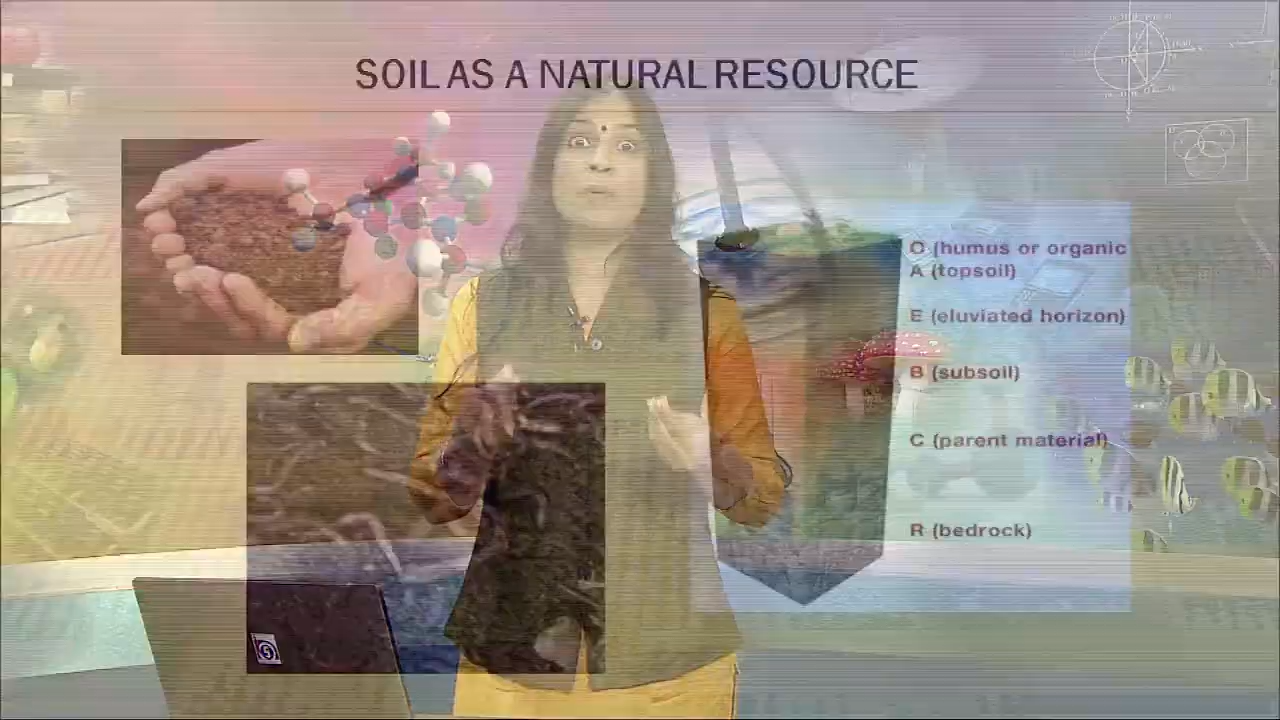 SOIL AS A NATURAL RESOURCE
O (humus or organic
A (topsoil)
E (eluviated horizon)
B (subsoil)
C (parent material)
R (bedrock)